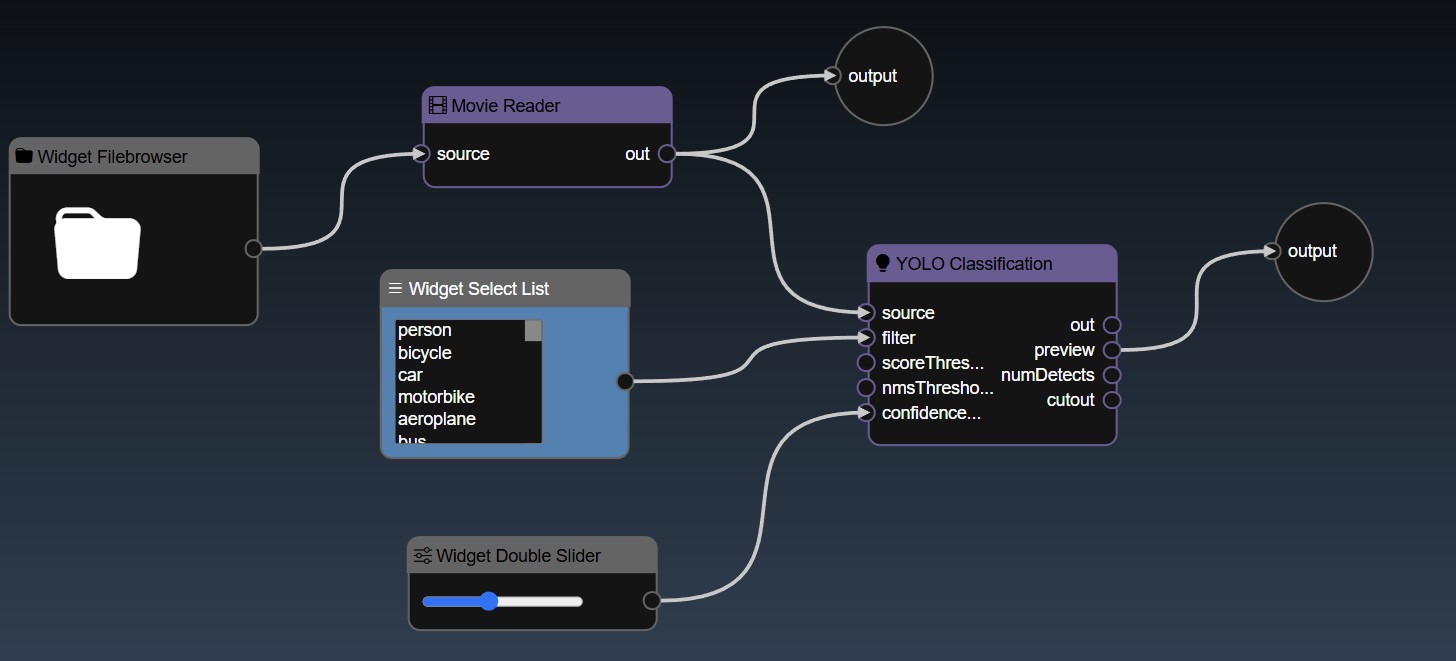 output
Movie Reader
source
out
Widget Filebrowser
output
YOLO Classification
source
filter
scoreThres...
nmsThresho...
confidence...
out
preview
numDetects
cutout
Widget Select List
person
bicycle
car
motorbike
aeroplane
bus
Widget Double Slider